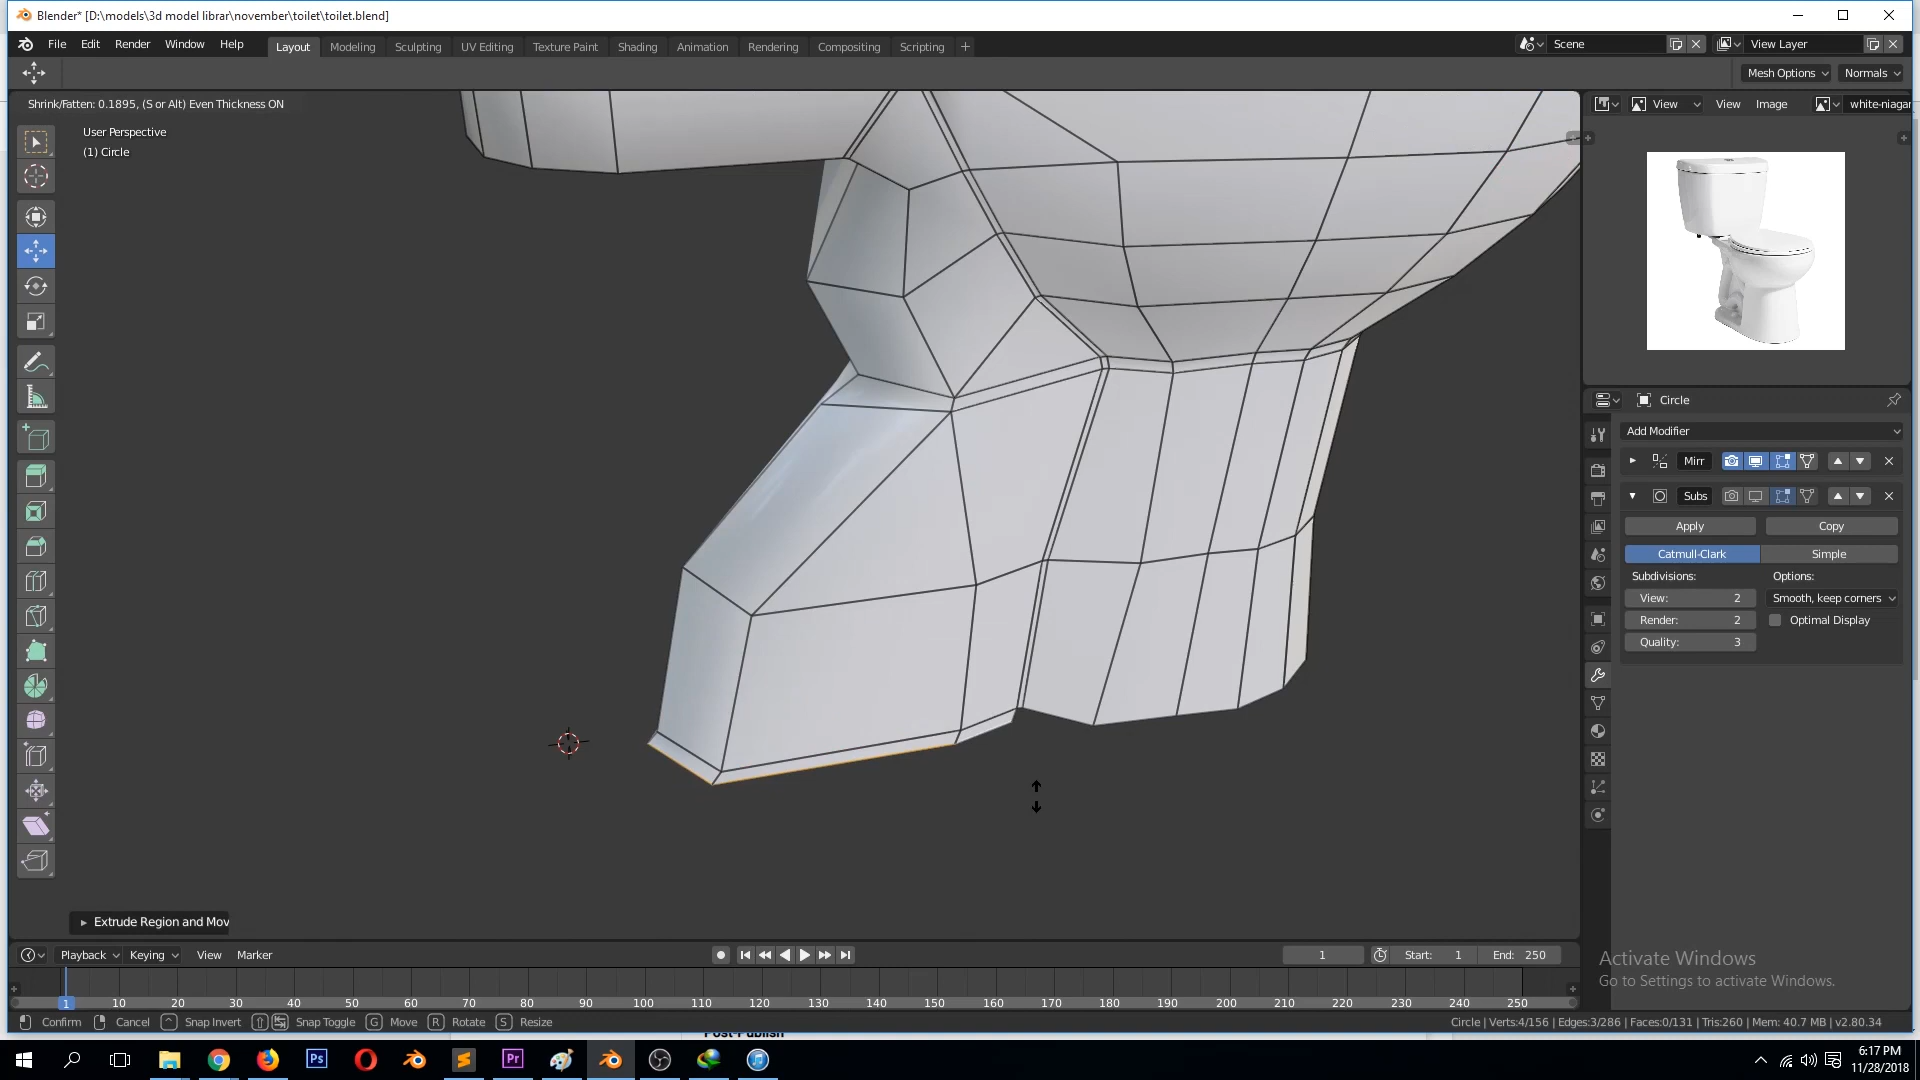 Blender* [D:\models\3d model librar\november\toilet\toilet.blend]
File Edit Render Window Help Layout Modeling Sculpting UV Editing Texture Paint Shading Animation Rendering Compositing Scripting Scene View Layer
Mesh Options Normals
Shrink/Fatten: 0.1895, (S or Alt) Even Thickness ON
View View Image white-niagar
User Perspective
(1) Circle
Circle
Add Modifier
Mirr
Subs
Apply Copy
Catmull-Clark Simple
Subdivisions: Options:
View: 2 Smooth, keep corners
Render: 2 Optimal Display
Quality: 3
Extrude Region and Mov
Playback Keying View Marker 1 Start: 1 End: 250
1 10 20 30 40 50 60 70 80 90 100 110 120 130 140 150 160 170 180 190 200 210 220 230 240 250
Activate Windows
Go to Settings to activate Windows.
Confirm Cancel Snap Invert Snap Toggle G Move R Rotate S Resize Circle | Verts:4/156 | Edges:3/286 | Faces:0/131 | Tris:260 | Mem: 40.7 MB | v2.80.34
Post-Publish
Ps Pr
6:17 PM
11/28/2018